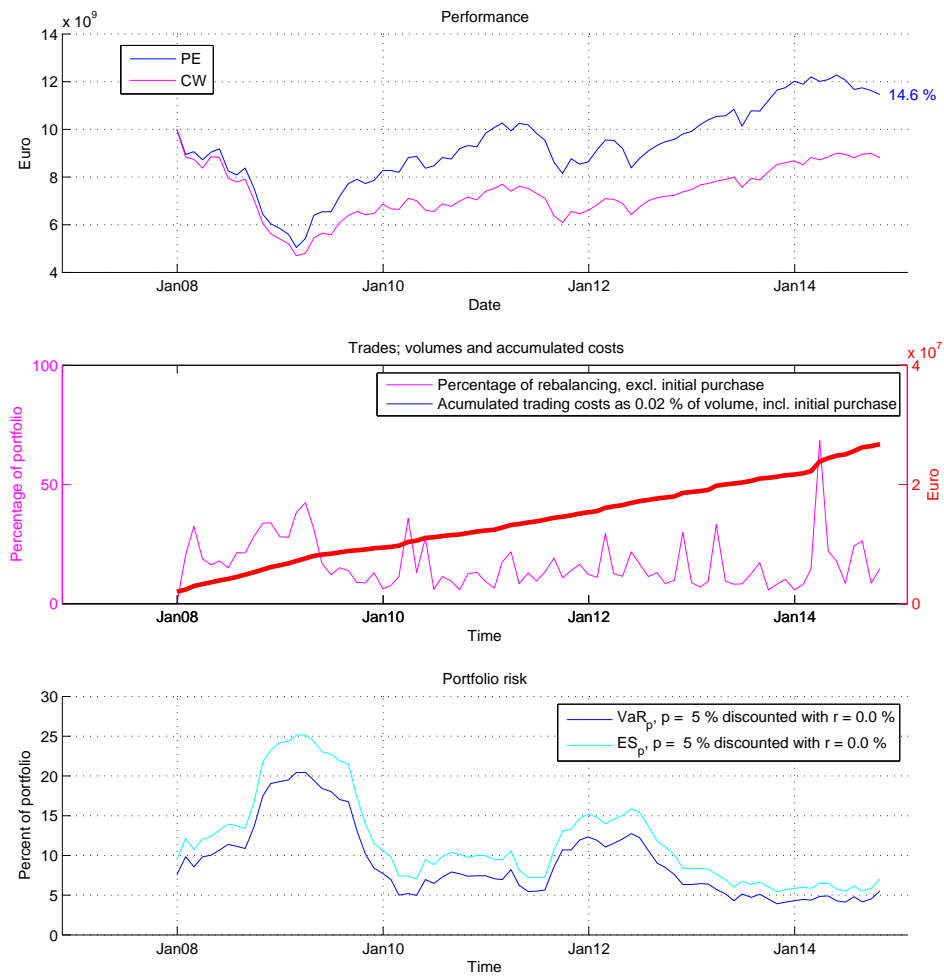 Performance
x 10^9
14
12
10
8
6
4
Euro
PE
CW
14.6 %
Jan08 Jan10 Jan12 Jan14
Date
Trades; volumes and accumulated costs
x 10^7
100
50
0
Percentage of portfolio
Percentage of rebalancing, excl. initial purchase
Acumulated trading costs as 0.02 % of volume, incl. initial purchase
4
2
0
Euro
Jan08 Jan10 Jan12 Jan14
Time
Portfolio risk
30
25
20
15
10
5
0
Percent of portfolio
VaR_p, p = 5 % discounted with r = 0.0 %
ES_p, p = 5 % discounted with r = 0.0 %
Jan08 Jan10 Jan12 Jan14
Time